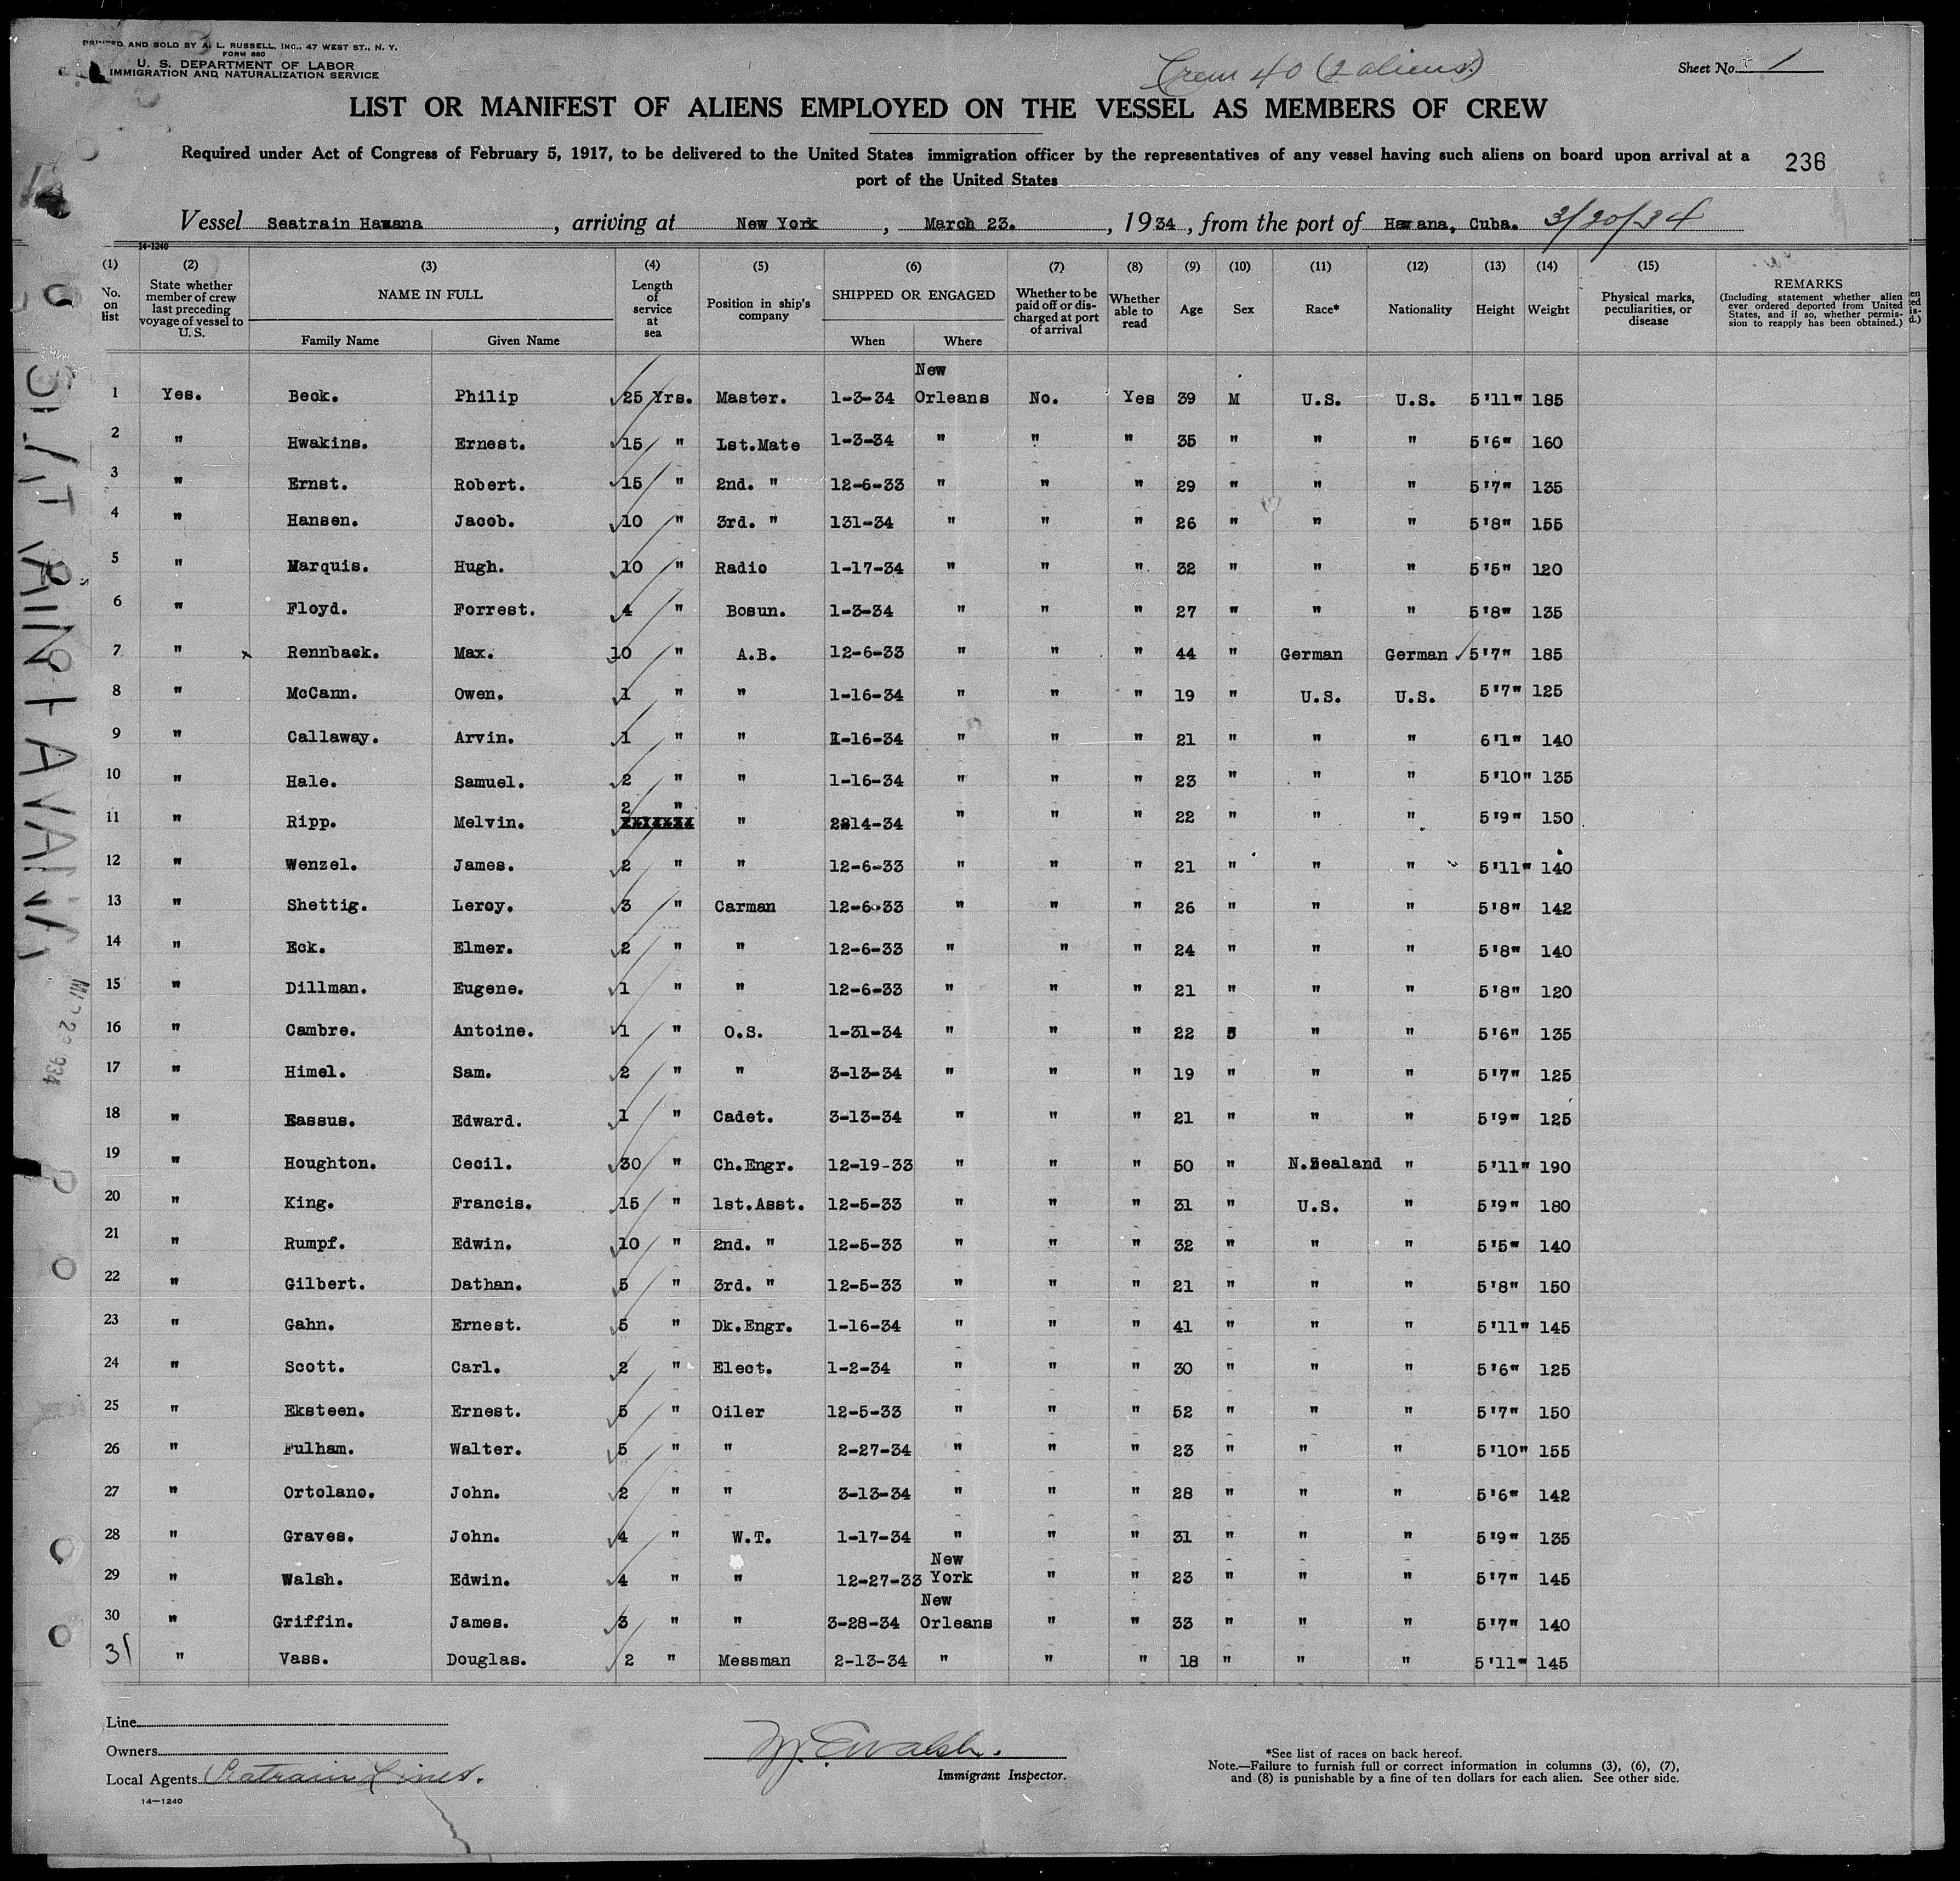 PRINTED AND SOLD BY A. L. RUSSELL, INC., 47 WEST ST., N. Y.
FORM 680
U. S. DEPARTMENT OF LABOR
IMMIGRATION AND NATURALIZATION SERVICE
Crew 40 (2 aliens)
Sheet No. 1
LIST OR MANIFEST OF ALIENS EMPLOYED ON THE VESSEL AS MEMBERS OF CREW
Required under Act of Congress of February 5, 1917, to be delivered to the United States immigration officer by the representatives of any vessel having such aliens on board upon arrival at a
port of the United States
236
Vessel Seatrain Havana, arriving at New York, March 23., 1934, from the port of Havana, Cuba. 3/20/34
14-1240
(1) (2) (3) (4) (5) (6) (7) (8) (9) (10) (11) (12) (13) (14) (15)
No. on list
State whether member of crew last preceding voyage of vessel to U. S.
NAME IN FULL
Family Name Given Name
Length of service at sea
Position in ship's company
SHIPPED OR ENGAGED
When Where
Whether to be paid off or discharged at port of arrival
Whether able to read
Age
Sex
Race*
Nationality
Height
Weight
Physical marks, peculiarities, or disease
REMARKS
(Including statement whether alien ever ordered deported from United States, and if so, whether permission to reapply has been obtained.)
1 Yes. Beck. Philip 25 Yrs. Master. 1-3-34 New Orleans No. Yes 39 M U.S. U.S. 5'11" 185
2 " Hwakins. Ernest. 15 " 1st.Mate 1-3-34 " " " 35 " " " 5'6" 160
3 " Ernst. Robert. 15 " 2nd. " 12-6-33 " " " 29 " " " 5'7" 135
4 " Hansen. Jacob. 10 " 3rd. " 131-34 " " " 26 " " " 5'8" 155
5 " Marquis. Hugh. 10 " Radio 1-17-34 " " " 32 " " " 5'5" 120
6 " Floyd. Forrest. 4 " Bosun. 1-3-34 " " " 27 " " " 5'8" 135
7 " x Rennback. Max. 10 " A.B. 12-6-33 " " " 44 " German German 5'7" 185
8 " McCann. Owen. 1 " " 1-16-34 " " " 19 " U.S. U.S. 5'7" 125
9 " Callaway. Arvin. 1 " " 1-16-34 " " " 21 " " " 6'1" 140
10 " Hale. Samuel. 2 " " 1-16-34 " " " 23 " " " 5'10" 135
11 " Ripp. Melvin. 2 " " 2214-34 " " " 22 " " " 5'9" 150
12 " Wenzel. James. 2 " " 12-6-33 " " " 21 " " " 5'11" 140
13 " Shettig. Leroy. 3 " Carman 12-6-33 " " " 26 " " " 5'8" 142
14 " Eck. Elmer. 2 " " 12-6-33 " " " 24 " " " 5'8" 140
15 " Dillman. Eugene. 1 " " 12-6-33 " " " 21 " " " 5'8" 120
16 " Cambre. Antoine. 1 " O.S. 1-31-34 " " " 22 " " 5'6" 135
17 " Himel. Sam. 2 " " 3-13-34 " " " 19 " " " 5'7" 125
18 " Eassus. Edward. 1 " Cadet. 3-13-34 " " " 21 " " " 5'9" 125
19 " Houghton. Cecil. 30 " Ch.Engr. 12-19-33 " " " 50 " N.Zealand " 5'11" 190
20 " King. Francis. 15 " 1st.Asst. 12-5-33 " " " 31 " U.S. " 5'9" 180
21 " Rumpf. Edwin. 10 " 2nd. " 12-5-33 " " " 32 " " " 5'5" 140
22 " Gilbert. Dathan. 5 " 3rd. " 12-5-33 " " " 21 " " " 5'8" 150
23 " Gahn. Ernest. 5 " Dk.Engr. 1-16-34 " " " 41 " " " 5'11" 145
24 " Scott. Carl. 2 " Elect. 1-2-34 " " " 30 " " " 5'6" 125
25 " Eksteen. Ernest. 5 " Oiler 12-5-33 " " " 52 " " " 5'7" 150
26 " Fulham. Walter. 5 " " 2-27-34 " " " 23 " " " 5'10" 155
27 " Ortolano. John. 2 " " 3-13-34 " " " 28 " " " 5'6" 142
28 " Graves. John. 4 " W.T. 1-17-34 " " " 31 " " " 5'9" 135
29 " Walsh. Edwin. 4 " " 12-27-33 New York " " 23 " " " 5'7" 145
30 " Griffin. James. 3 " " 3-28-34 New Orleans " " 33 " " " 5'7" 140
31 " Vass. Douglas. 2 " Messman 2-13-34 " " " 18 " " " 5'11" 145
Line
Owners
Local Agents Seatrain Lines.
14—1240
W. E. Walsh.
Immigrant Inspector.
*See list of races on back hereof.
Note.—Failure to furnish full or correct information in columns (3), (6), (7),
and (8) is punishable by a fine of ten dollars for each alien. See other side.